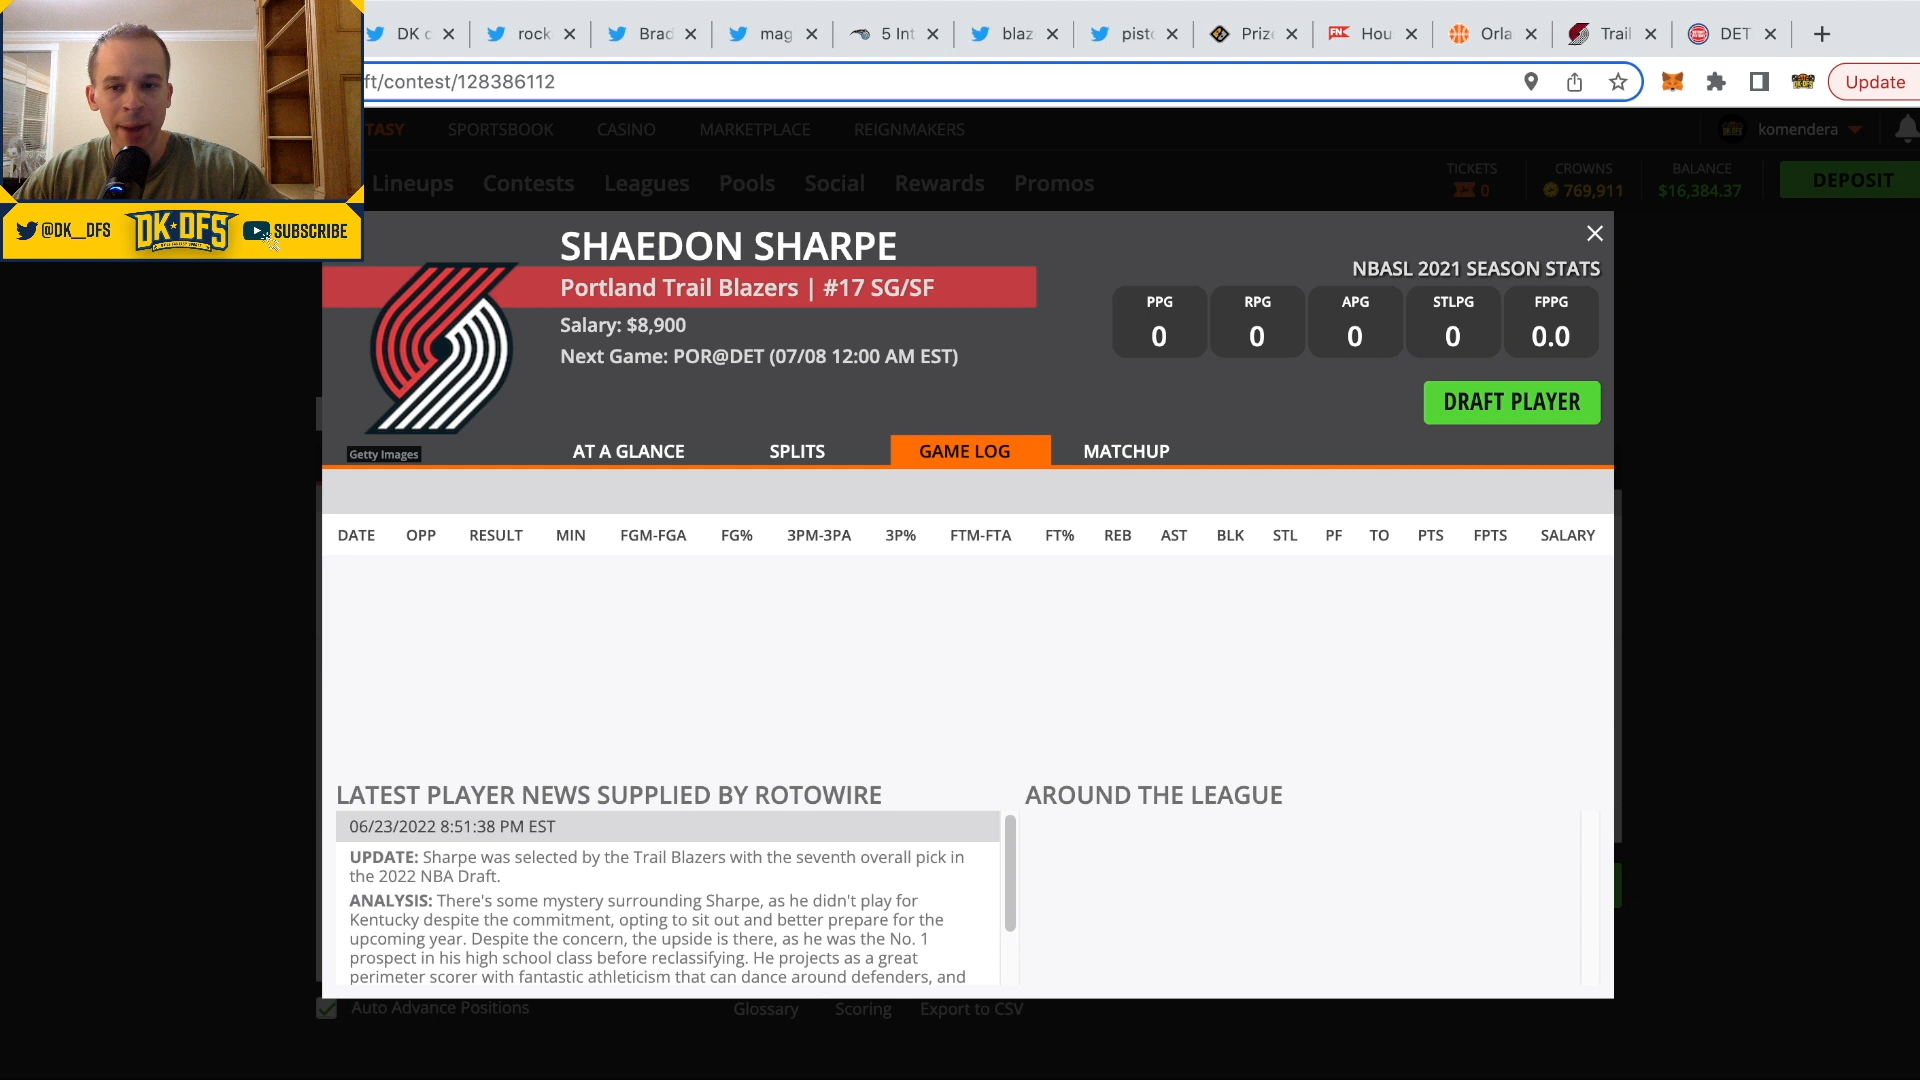 DK
rock
Brad
mag
5 Int
blaz
pisto
Prize
Hou
Orla
Trail
DET
ft/contest/128386112
Update
TASY
SPORTSBOOK
CASINO
MARKETPLACE
REIGNMAKERS
komendera
Lineups
Contests
Leagues
Pools
Social
Rewards
Promos
TICKETS
0
CROWNS
769,911
BALANCE
$16,384.37
DEPOSIT
@DK__DFS
DK★DFS
SUBSCRIBE
SHAEDON SHARPE
Portland Trail Blazers | #17 SG/SF
Salary: $8,900
Next Game: POR@DET (07/08 12:00 AM EST)
NBASL 2021 SEASON STATS
PPG RPG APG STLPG FPPG
0 0 0 0 0.0
DRAFT PLAYER
Getty Images
AT A GLANCE SPLITS GAME LOG MATCHUP
DATE OPP RESULT MIN FGM-FGA FG% 3PM-3PA 3P% FTM-FTA FT% REB AST BLK STL PF TO PTS FPTS SALARY
LATEST PLAYER NEWS SUPPLIED BY ROTOWIRE
06/23/2022 8:51:38 PM EST
UPDATE: Sharpe was selected by the Trail Blazers with the seventh overall pick in
the 2022 NBA Draft.
ANALYSIS: There's some mystery surrounding Sharpe, as he didn't play for
Kentucky despite the commitment, opting to sit out and better prepare for the
upcoming year. Despite the concern, the upside is there, as he was the No. 1
prospect in his high school class before reclassifying. He projects as a great
perimeter scorer with fantastic athleticism that can dance around defenders, and
AROUND THE LEAGUE
Auto Advance Positions
Glossary
Scoring
Export to CSV